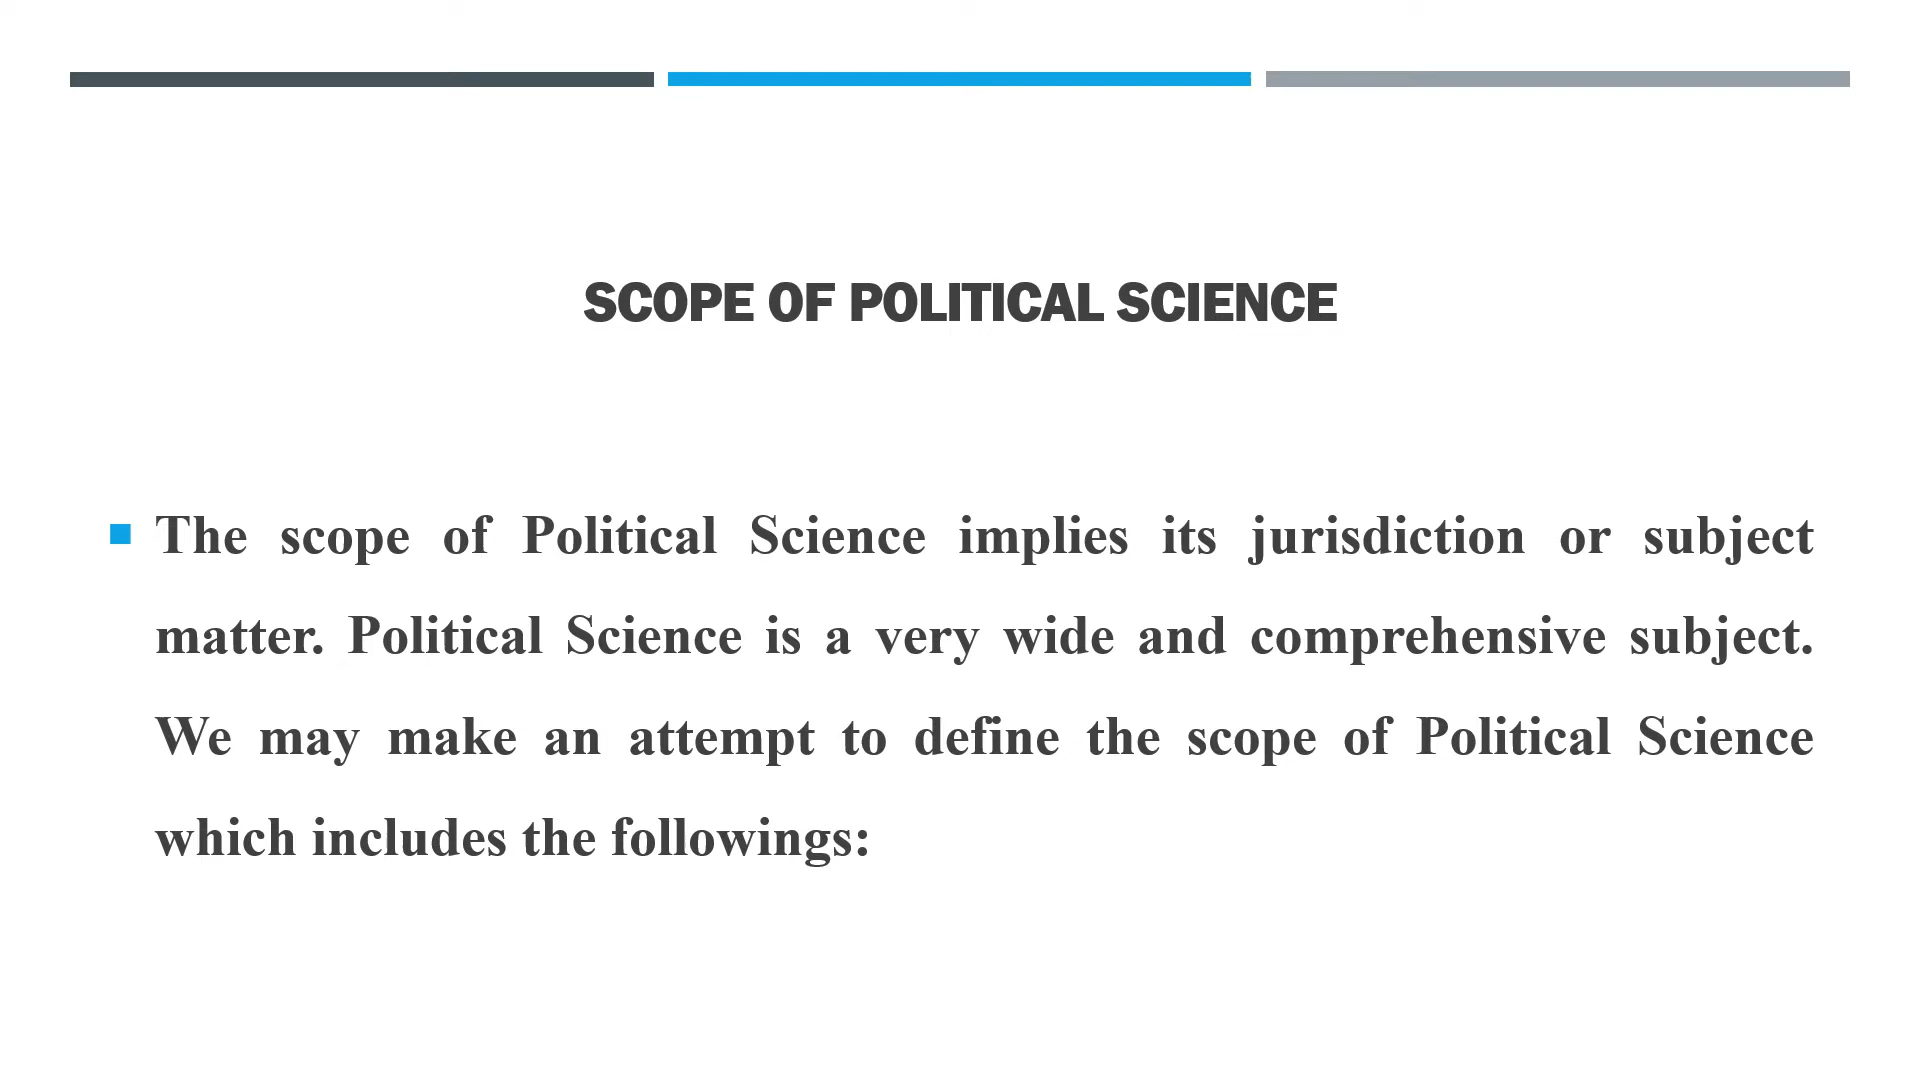 SCOPE OF POLITICAL SCIENCE
The scope of Political Science implies its jurisdiction or subject
matter. Political Science is a very wide and comprehensive subject.
We may make an attempt to define the scope of Political Science
which includes the followings: